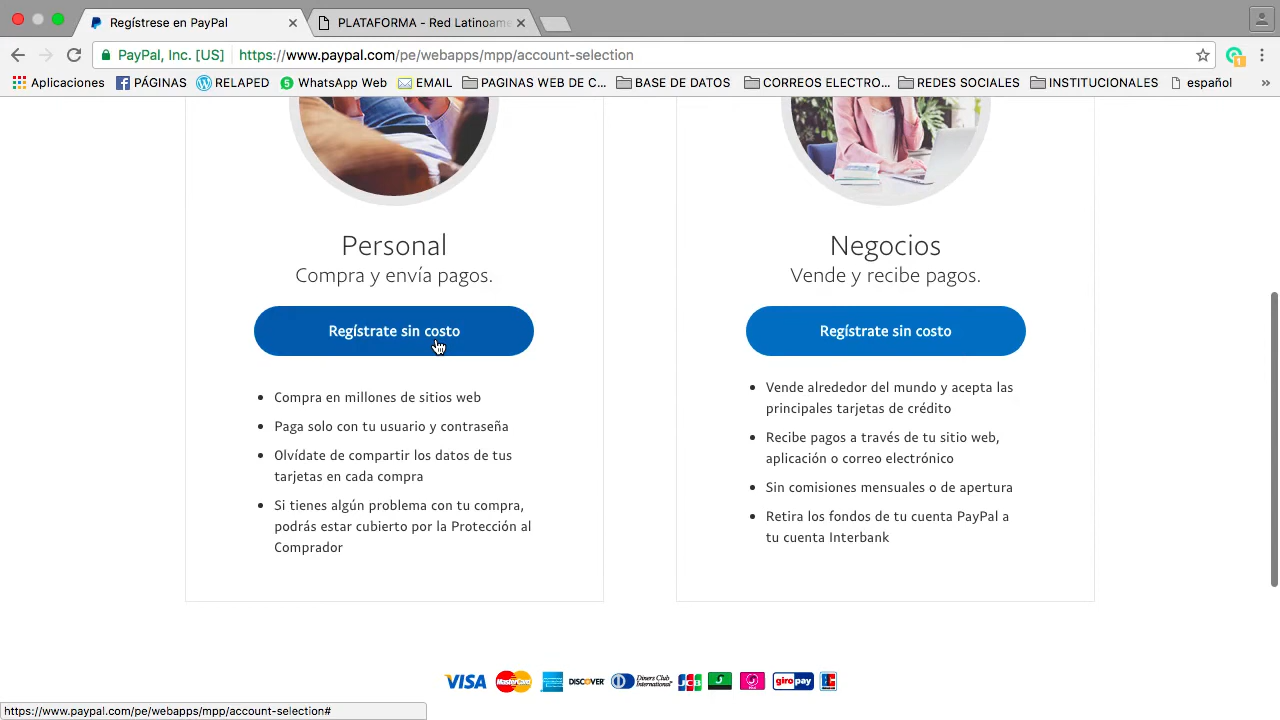 Regístrese en PayPal
PLATAFORMA - Red Latinoame
PayPal, Inc. [US]
https://www.paypal.com/pe/webapps/mpp/account-selection
Aplicaciones
PÁGINAS
RELAPED
WhatsApp Web
EMAIL
PAGINAS WEB DE C...
BASE DE DATOS
CORREOS ELECTRO...
REDES SOCIALES
INSTITUCIONALES
español
»
Personal
Compra y envía pagos.
Regístrate sin costo
• Compra en millones de sitios web
• Paga solo con tu usuario y contraseña
• Olvídate de compartir los datos de tus
tarjetas en cada compra
• Si tienes algún problema con tu compra,
podrás estar cubierto por la Protección al
Comprador
Negocios
Vende y recibe pagos.
Regístrate sin costo
• Vende alrededor del mundo y acepta las
principales tarjetas de crédito
• Recibe pagos a través de tu sitio web,
aplicación o correo electrónico
• Sin comisiones mensuales o de apertura
• Retira los fondos de tu cuenta PayPal a
tu cuenta Interbank
VISA
MasterCard
DISCOVER
Diners Club
International
JCB
giropay
https://www.paypal.com/pe/webapps/mpp/account-selection#